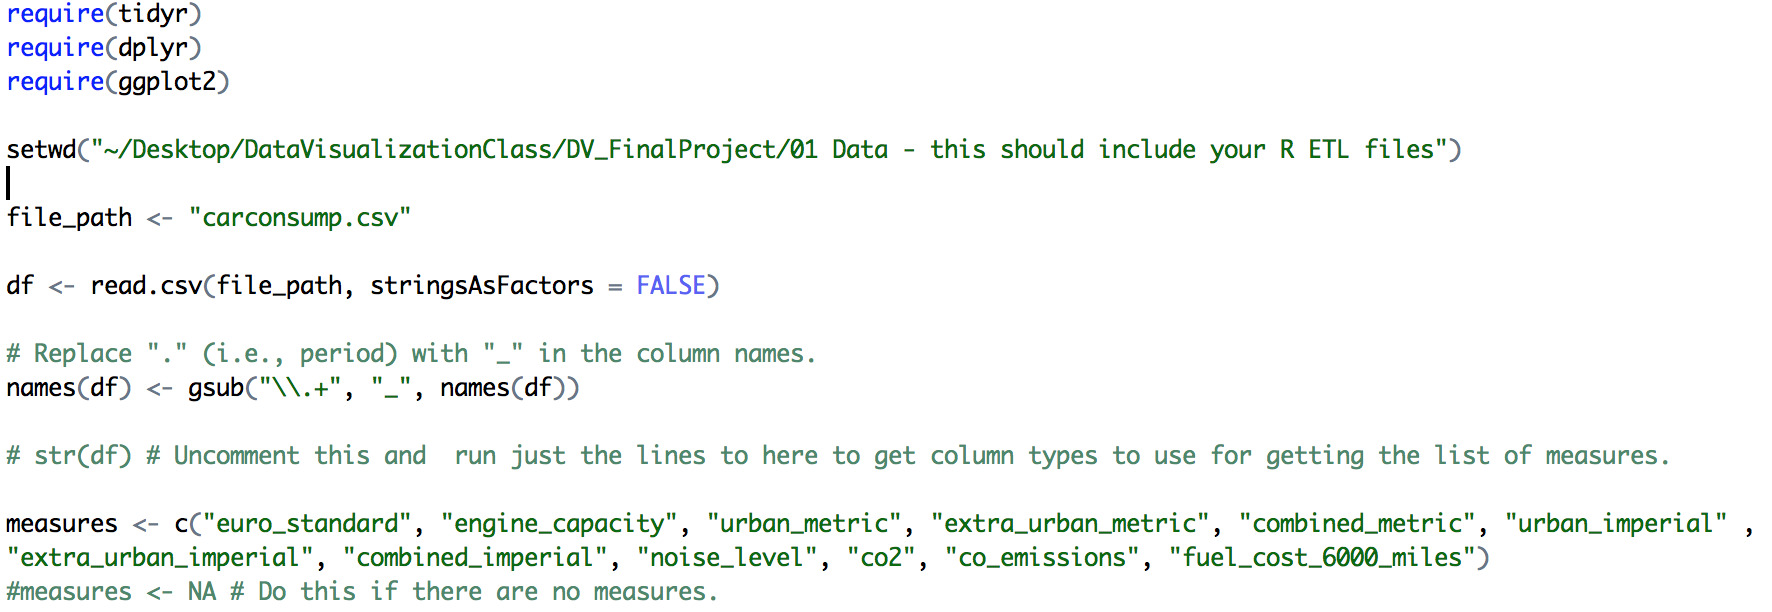 require(tidyr)
require(dplyr)
require(ggplot2)
setwd("~/Desktop/DataVisualizationClass/DV_FinalProject/01 Data - this should include your R ETL files")
file_path <- "carconsump.csv"
df <- read.csv(file_path, stringsAsFactors = FALSE)
# Replace "." (i.e., period) with "_" in the column names.
names(df) <- gsub("\\.+", "_", names(df))
# str(df) # Uncomment this and  run just the lines to here to get column types to use for getting the list of measures.
measures <- c("euro_standard", "engine_capacity", "urban_metric", "extra_urban_metric", "combined_metric", "urban_imperial" ,
"extra_urban_imperial", "combined_imperial", "noise_level", "co2", "co_emissions", "fuel_cost_6000_miles")
#measures <- NA # Do this if there are no measures.